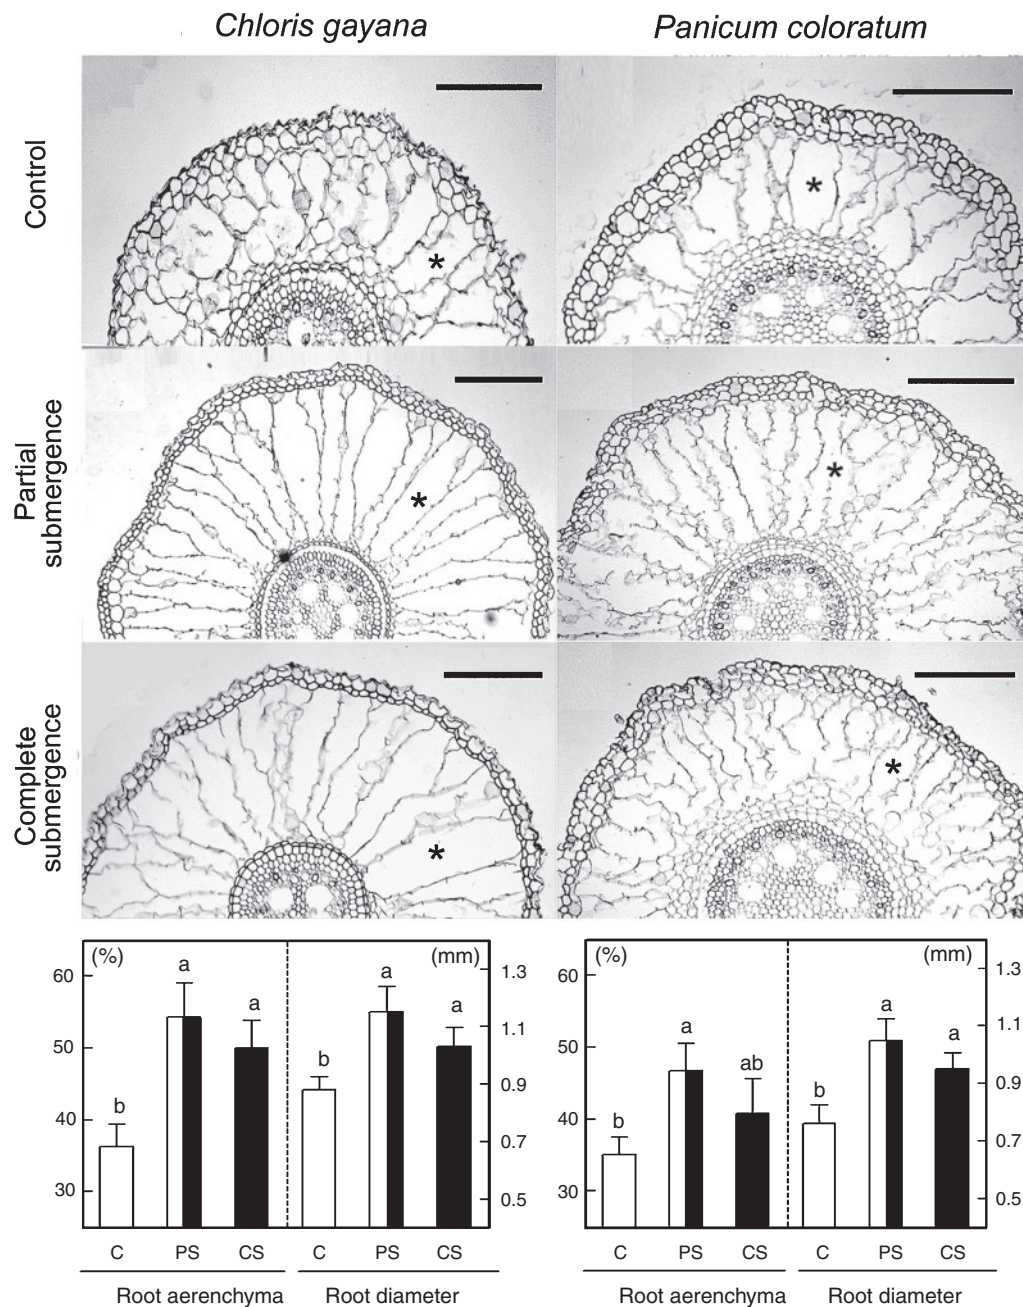 Chloris gayana
Panicum coloratum
Control
*
*
Partial
submergence
*
*
Complete
submergence
*
*
(%)
(mm)
60
50
40
30
b
a
a
b
a
a
1.3
1.1
0.9
0.7
0.5
C
PS
CS
C
PS
CS
Root aerenchyma
Root diameter
(%)
(mm)
60
50
40
30
b
a
ab
b
a
a
1.3
1.1
0.9
0.7
0.5
C
PS
CS
C
PS
CS
Root aerenchyma
Root diameter